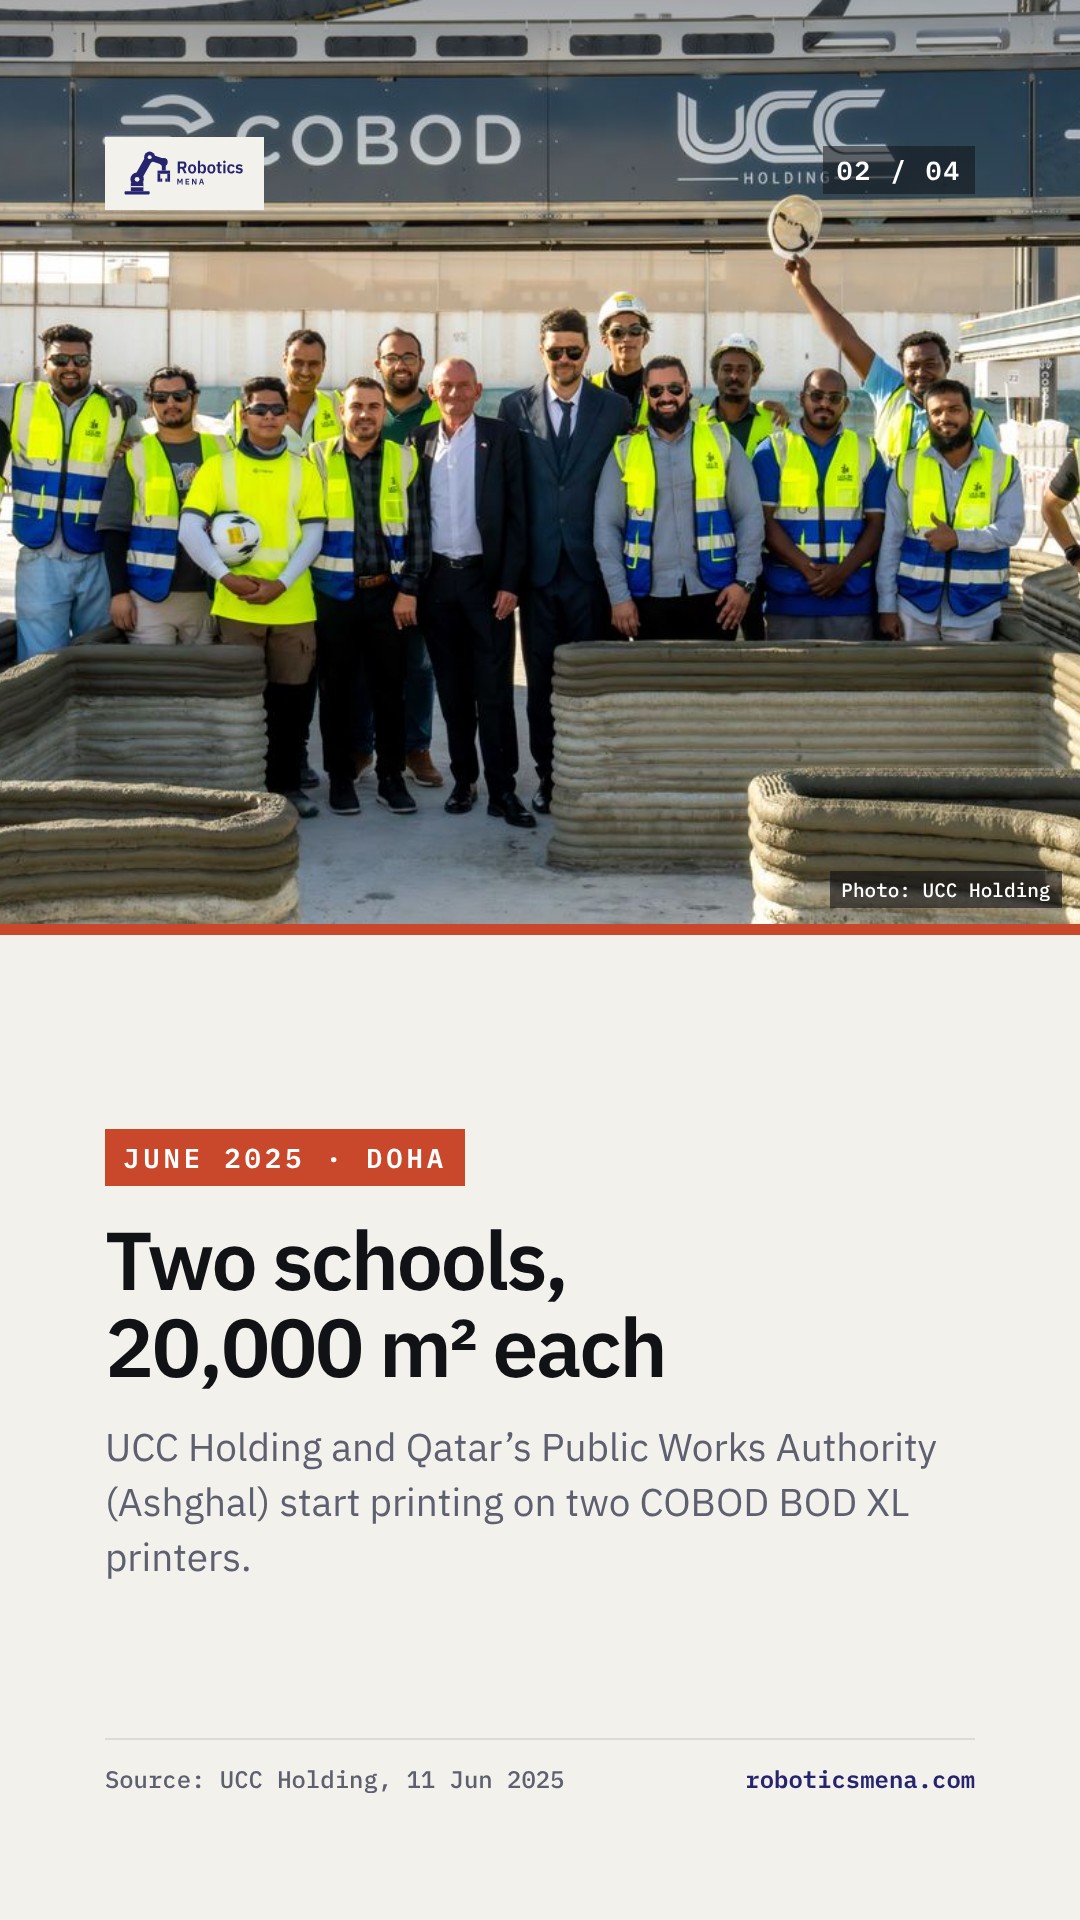 COBOD
UCC
HOLDING
Robotics
MENA
02 / 04
Photo: UCC Holding
JUNE 2025 · DOHA
Two schools,
20,000 m² each
UCC Holding and Qatar’s Public Works Authority
(Ashghal) start printing on two COBOD BOD XL
printers.
Source: UCC Holding, 11 Jun 2025
roboticsmena.com